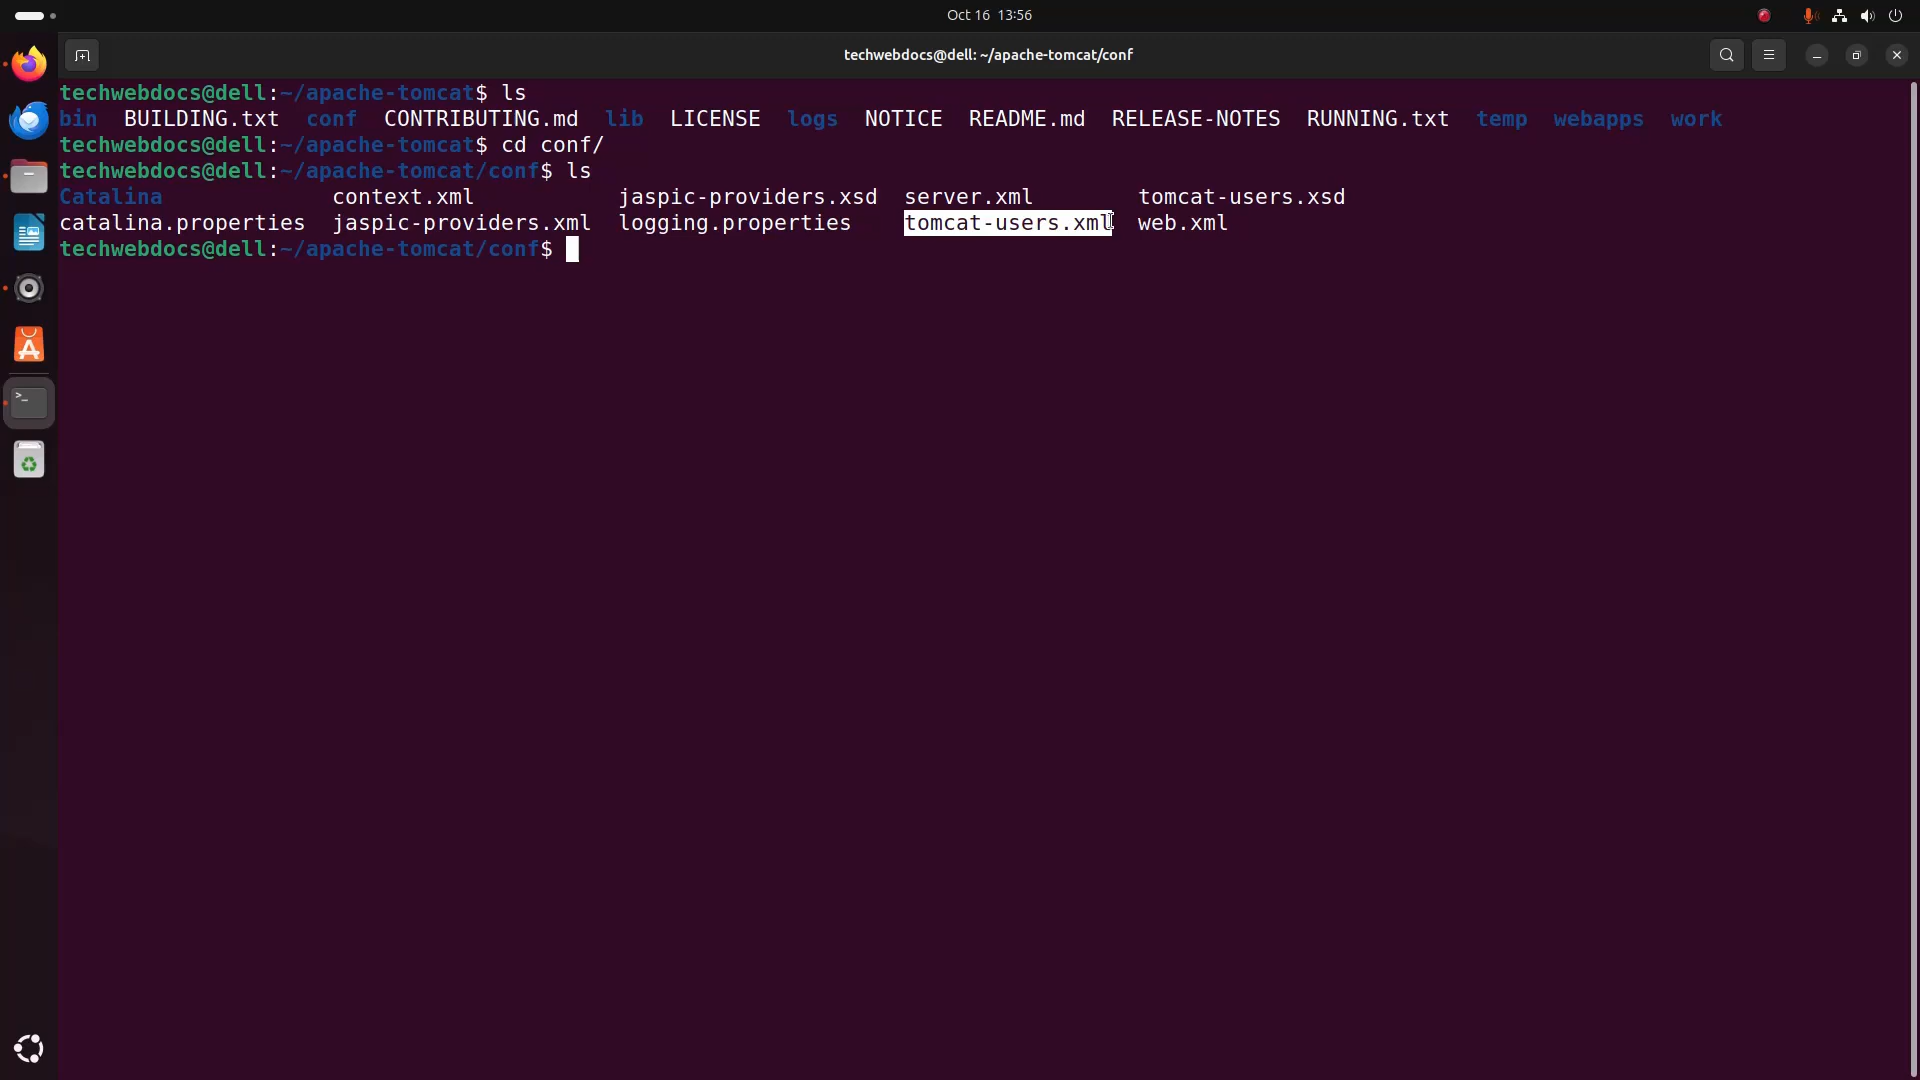 Oct 16 13:56
techwebdocs@dell: ~/apache-tomcat/conf
techwebdocs@dell:~/apache-tomcat$ ls
bin BUILDING.txt conf CONTRIBUTING.md lib LICENSE logs NOTICE README.md RELEASE-NOTES RUNNING.txt temp webapps work
techwebdocs@dell:~/apache-tomcat$ cd conf/
techwebdocs@dell:~/apache-tomcat/conf$ ls
Catalina context.xml jaspic-providers.xsd server.xml tomcat-users.xsd
catalina.properties jaspic-providers.xml logging.properties tomcat-users.xml web.xml
techwebdocs@dell:~/apache-tomcat/conf$